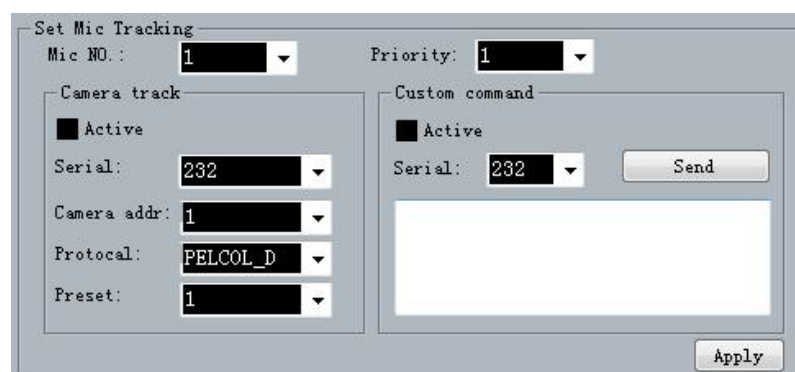 Set Mic Tracking
Mic NO.: 1 Priority: 1
Camera track
Active
Serial: 232
Camera addr: 1
Protocal: PELCOL_D
Preset: 1
Custom command
Active
Serial: 232 Send
Apply